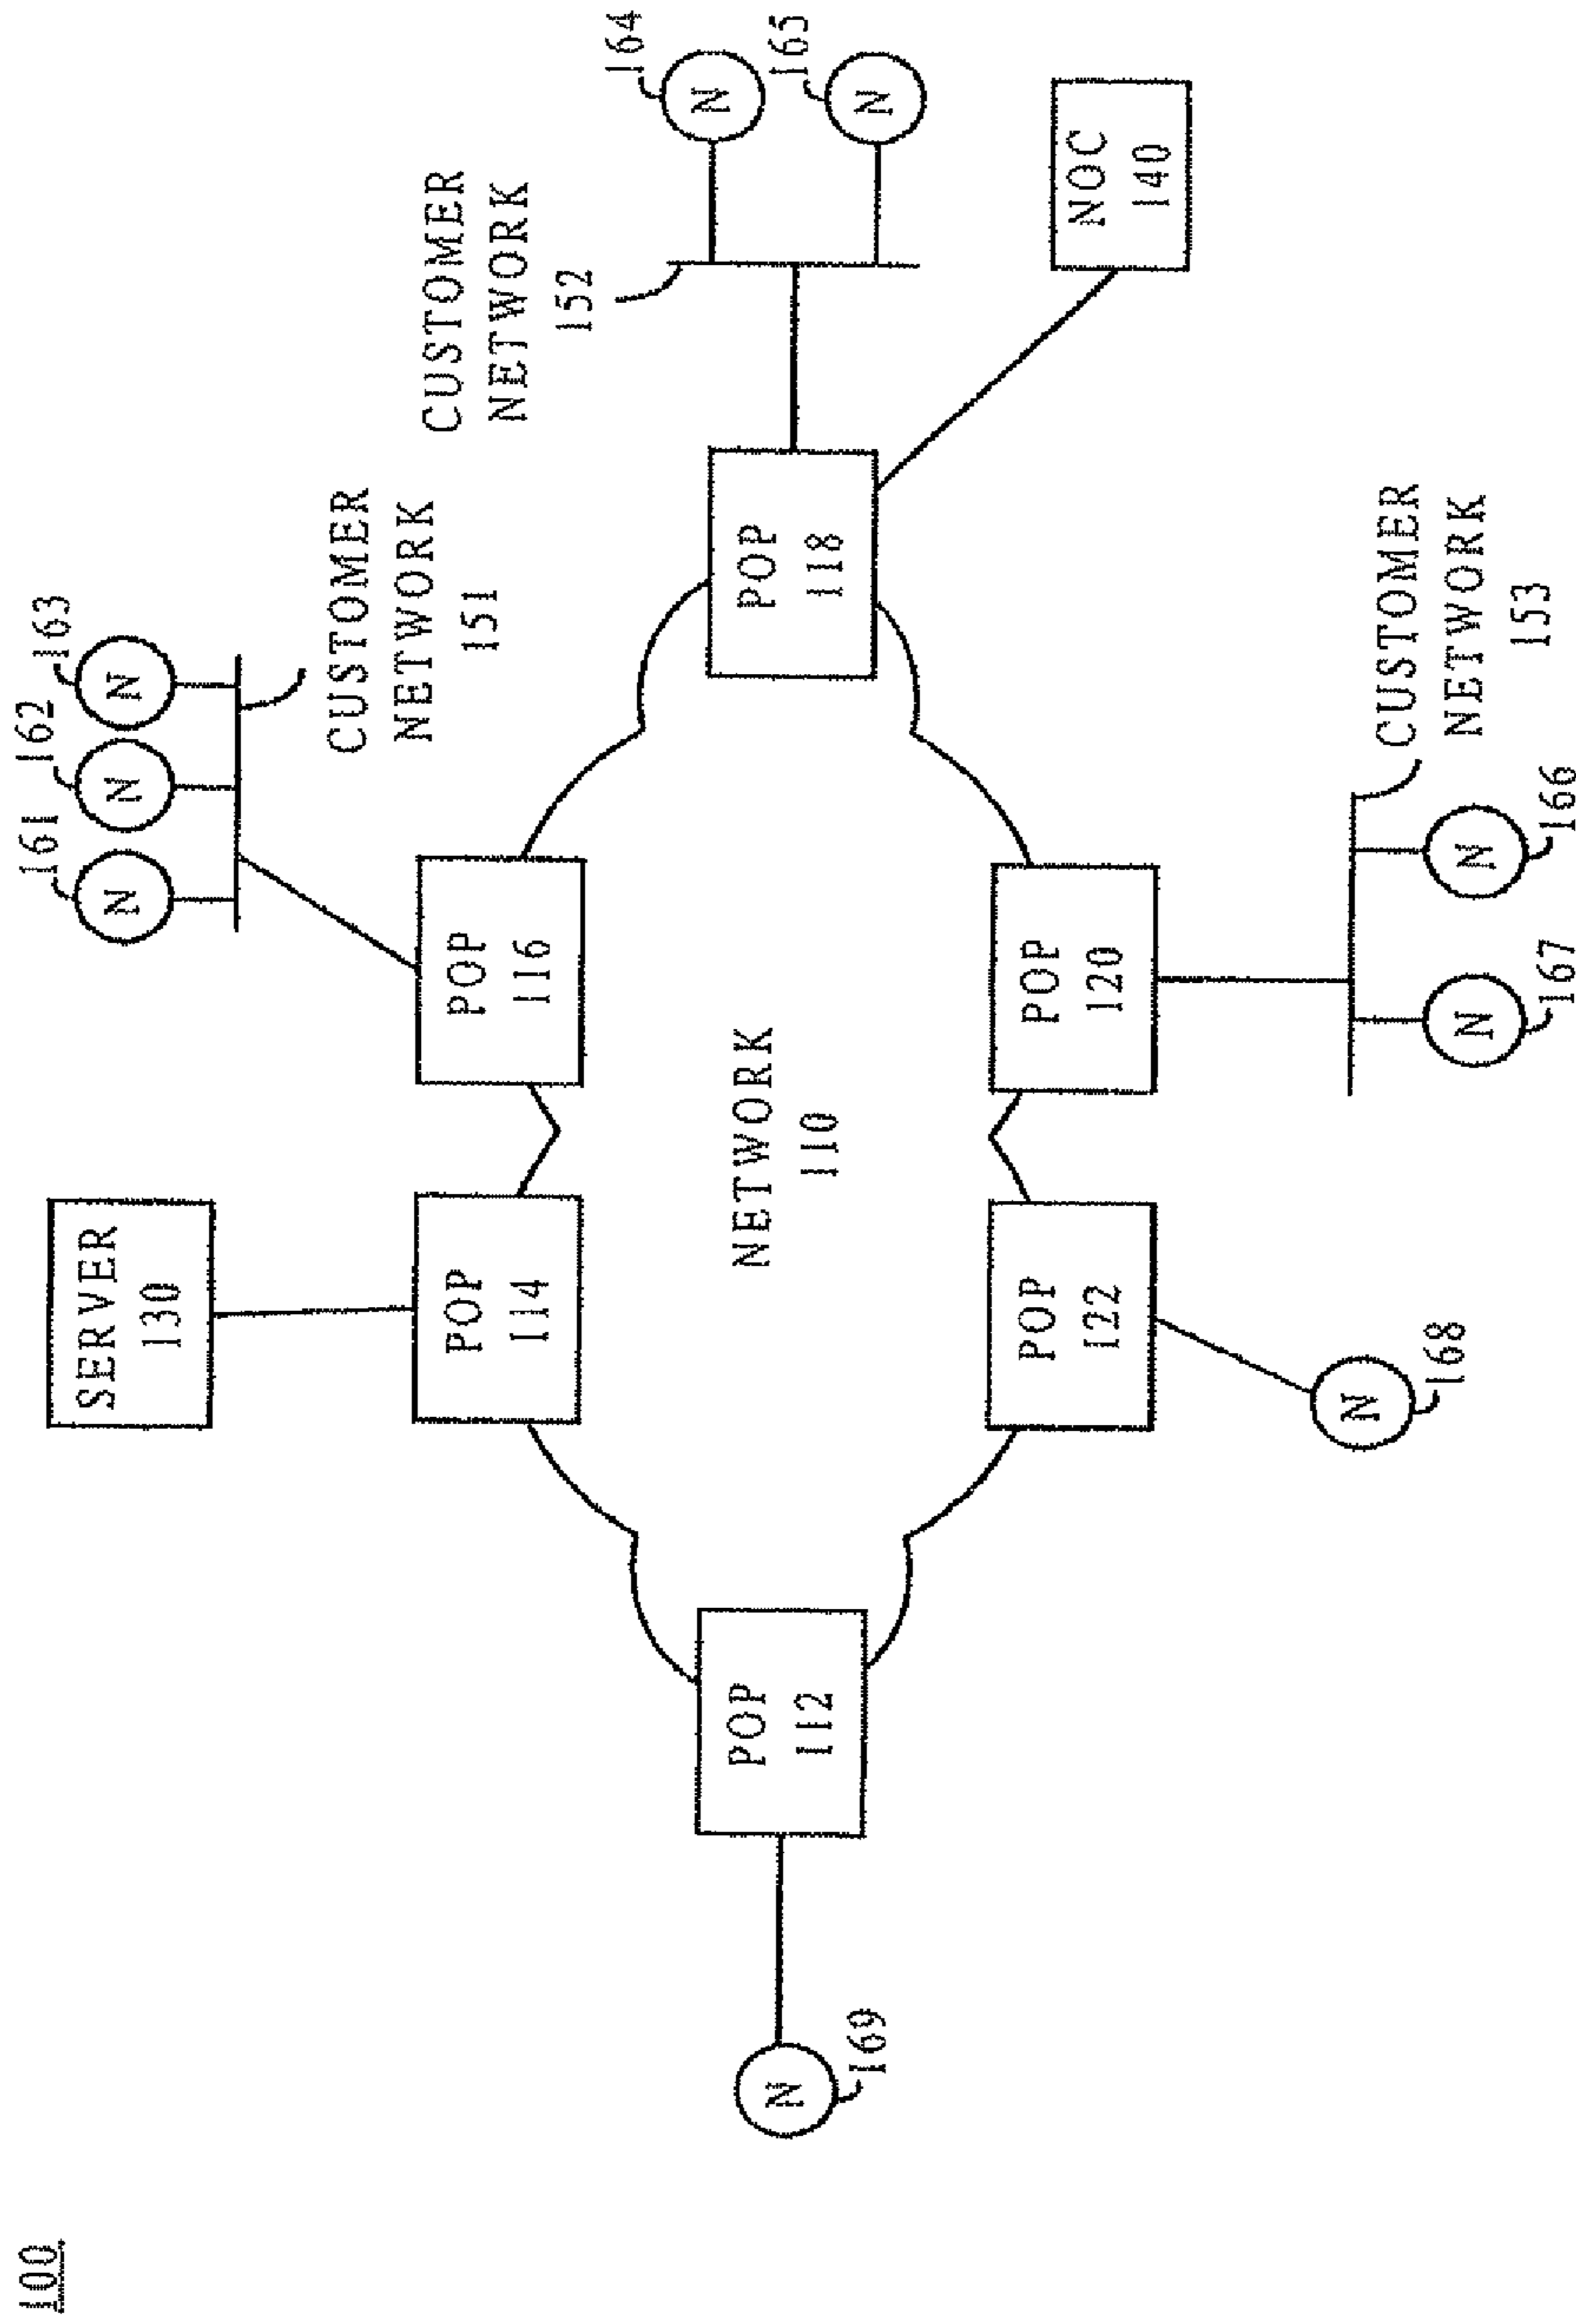 100
SERVER
130
161
162
163
N
N
N
CUSTOMER
NETWORK
151
CUSTOMER
NETWORK
152
164
N
165
N
POP
114
POP
116
POP
118
NOC
140
NETWORK
110
POP
112
N
169
POP
122
POP
120
N
168
CUSTOMER
NETWORK
153
N
167
N
166